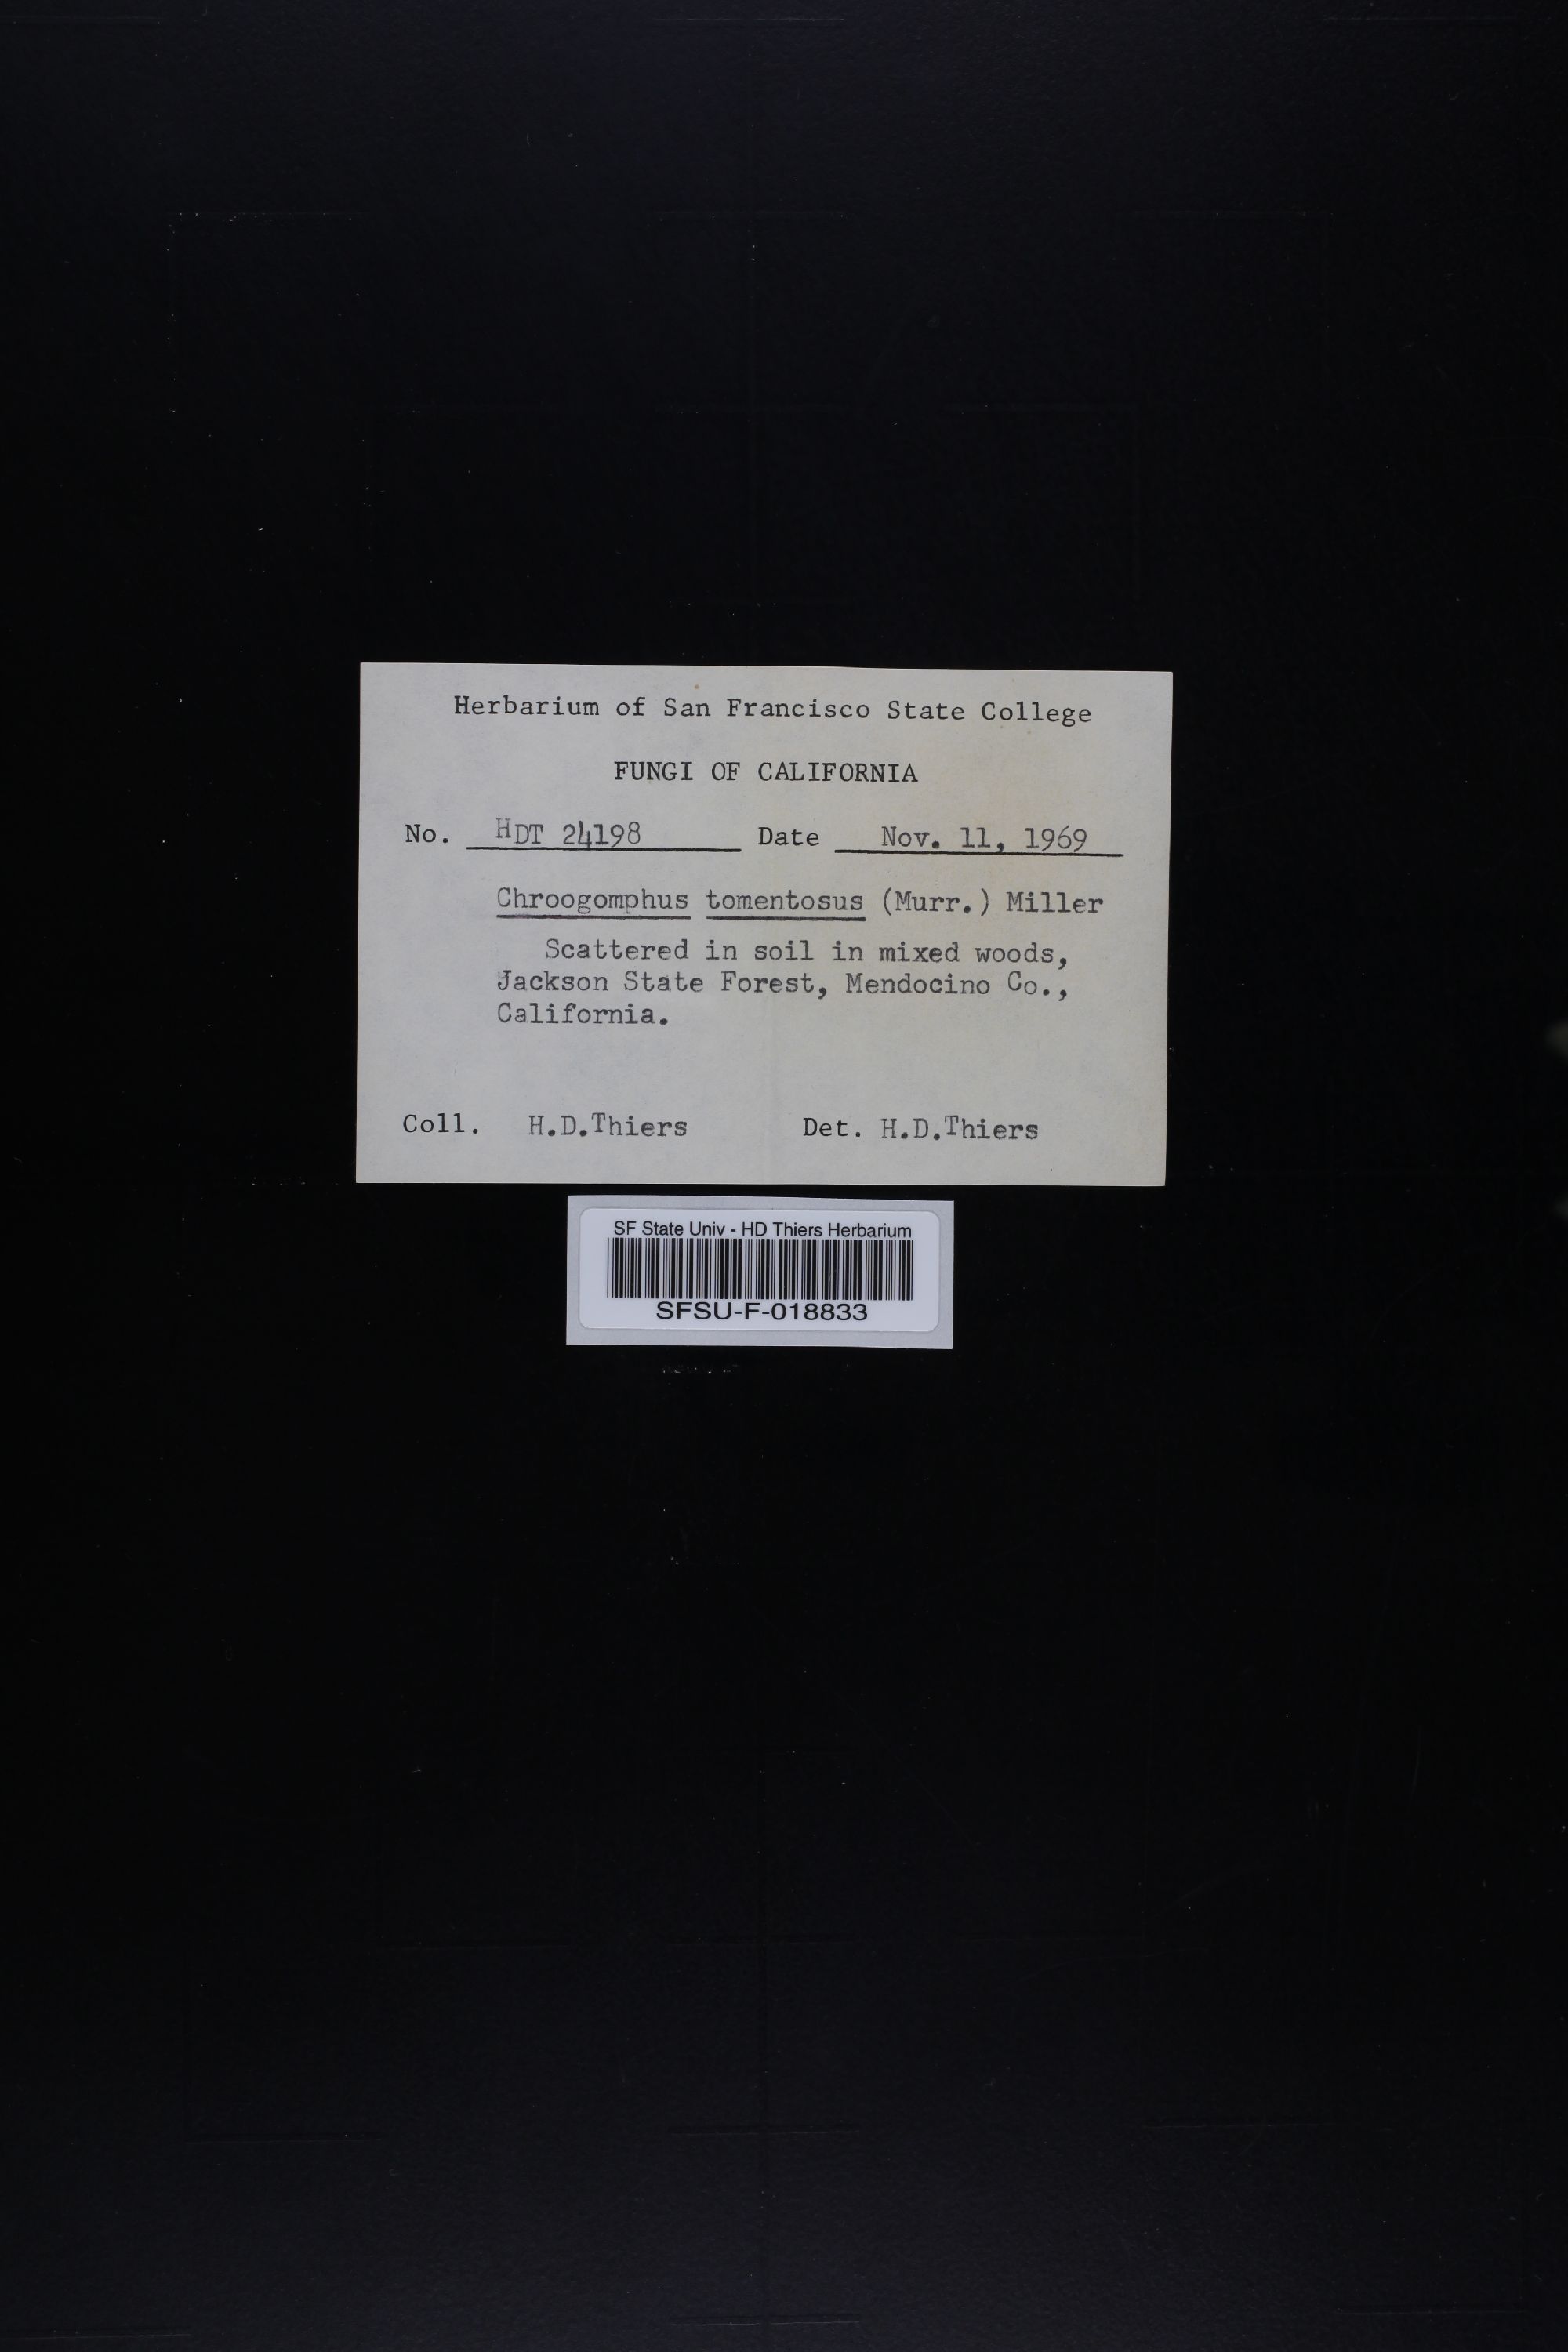 Herbarium of San Francisco State College
FUNGI OF CALIFORNIA
No. HDT 24198 Date Nov. 11, 1969
Chroogomphus tomentosus (Murr.) Miller
Scattered in soil in mixed woods,
Jackson State Forest, Mendocino Co.,
California.
Coll. H.D.Thiers Det. H.D.Thiers
SF State Univ - HD Thiers Herbarium
SFSU-F-018833